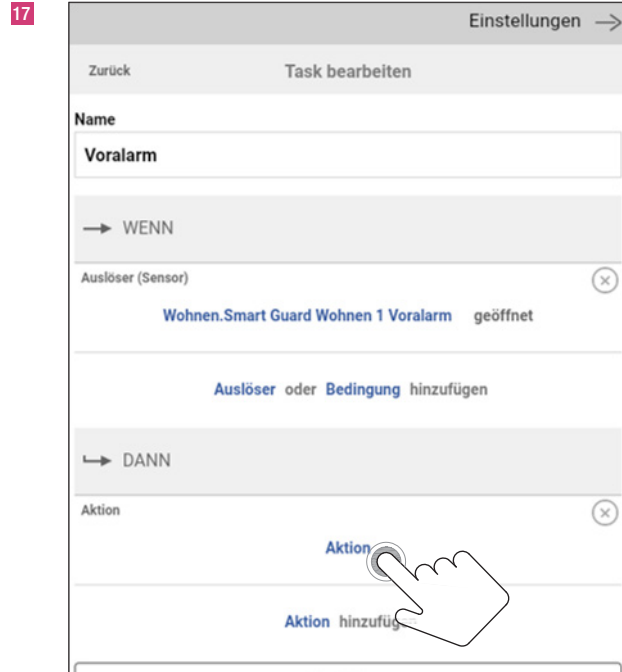 17
Einstellungen
Zurück Task bearbeiten
Name
Voralarm
WENN
Auslöser (Sensor)
Wohnen.Smart Guard Wohnen 1 Voralarm geöffnet
Auslöser oder Bedingung hinzufügen
DANN
Aktion
Aktion
Aktion